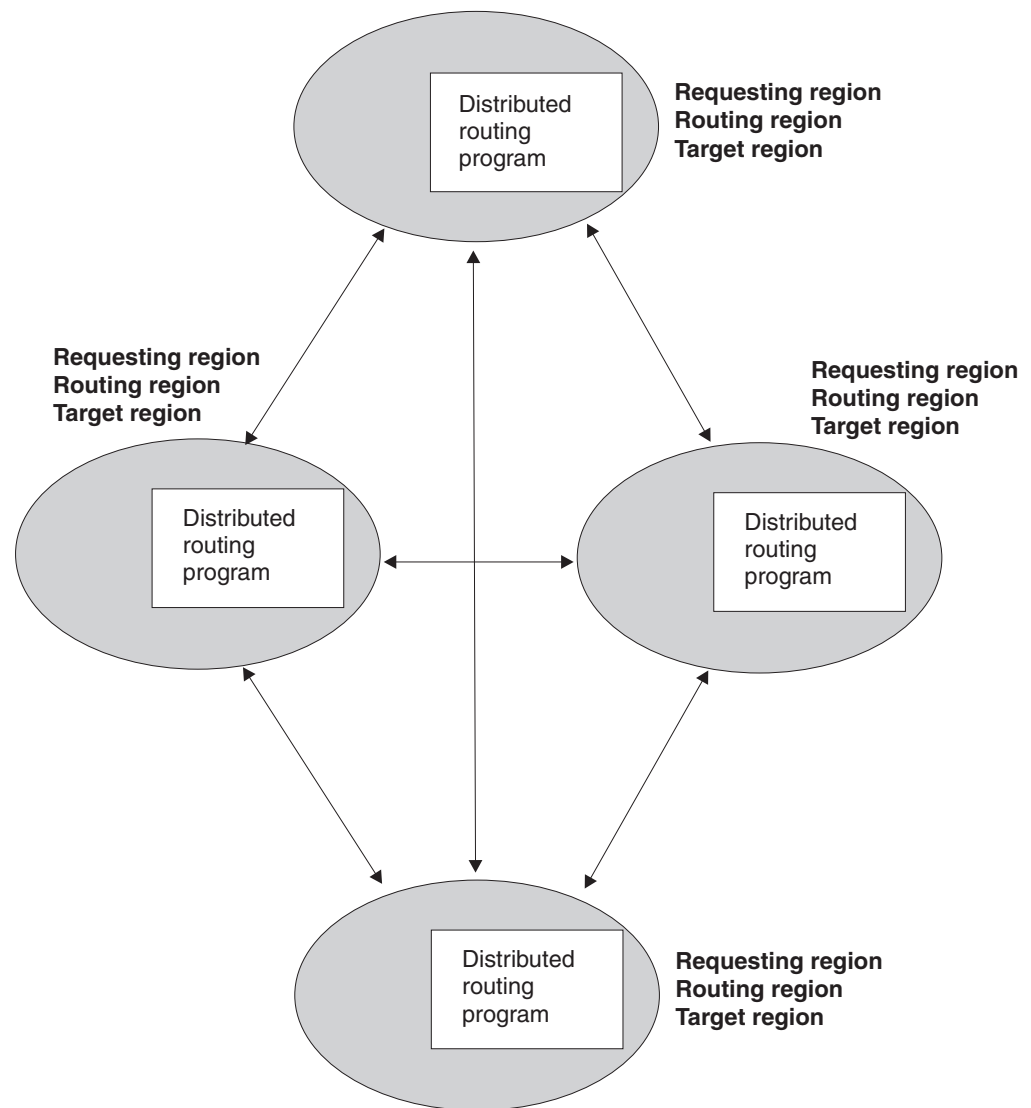 Distributed
routing
program
Requesting region
Routing region
Target region
Requesting region
Routing region
Target region
Distributed
routing
program
Requesting region
Routing region
Target region
Distributed
routing
program
Distributed
routing
program
Requesting region
Routing region
Target region